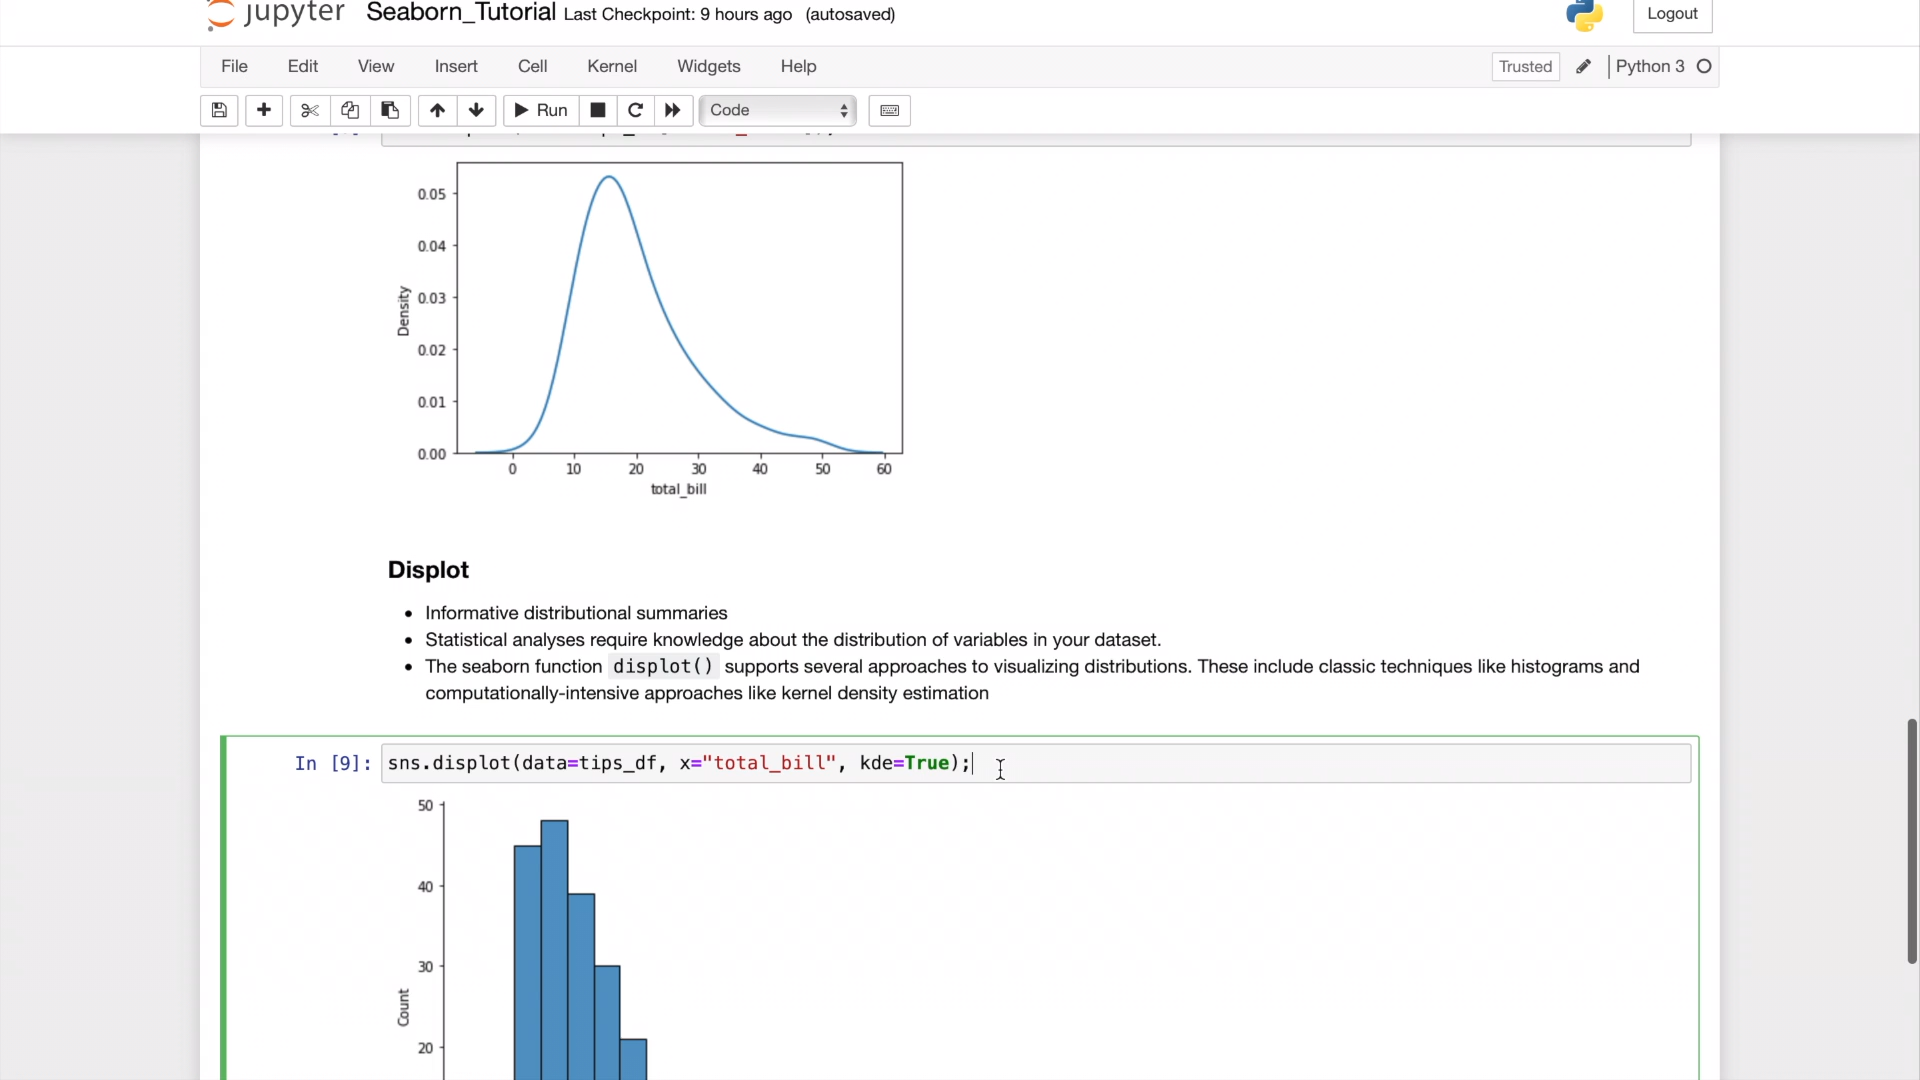 jupyter Seaborn_Tutorial Last Checkpoint: 9 hours ago (autosaved) Logout
File Edit View Insert Cell Kernel Widgets Help Trusted Python 3
Run Code
0.05
0.04
0.03
0.02
0.01
0.00
Density
0 10 20 30 40 50 60
total_bill
Displot
• Informative distributional summaries
• Statistical analyses require knowledge about the distribution of variables in your dataset.
• The seaborn function displot() supports several approaches to visualizing distributions. These include classic techniques like histograms and
computationally-intensive approaches like kernel density estimation
In [9]: sns.displot(data=tips_df, x="total_bill", kde=True);
50
40
30
20
Count